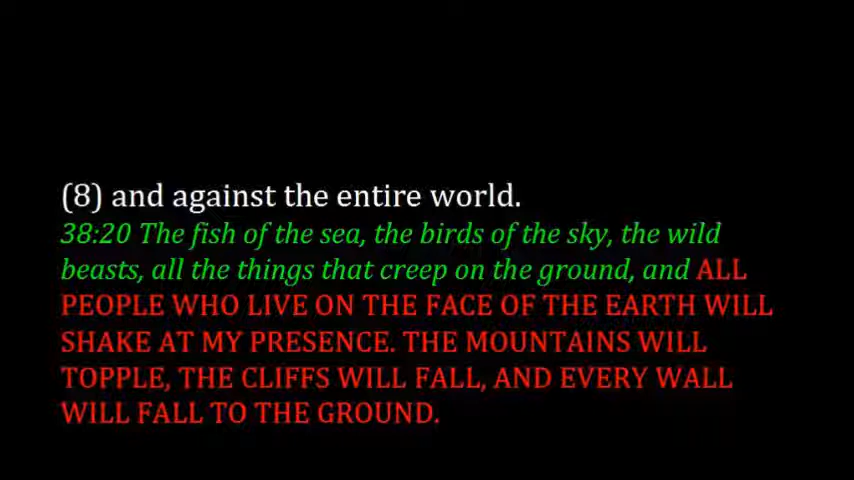 (8) and against the entire world.
38:20 The fish of the sea, the birds of the sky, the wild
beasts, all the things that creep on the ground, and ALL
PEOPLE WHO LIVE ON THE FACE OF THE EARTH WILL
SHAKE AT MY PRESENCE. THE MOUNTAINS WILL
TOPPLE, THE CLIFFS WILL FALL, AND EVERY WALL
WILL FALL TO THE GROUND.